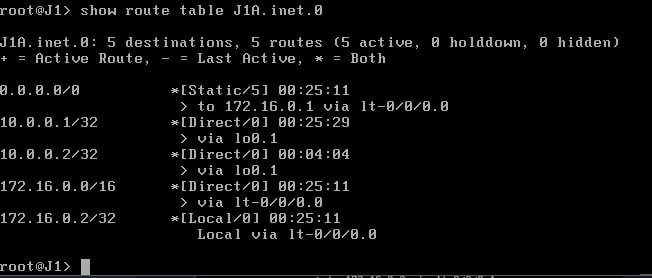 root@J1> show route table J1A.inet.0
J1A.inet.0: 5 destinations, 5 routes (5 active, 0 holddown, 0 hidden)
+ = Active Route, - = Last Active, * = Both
0.0.0.0/0 *[Static/5] 00:25:11
> to 172.16.0.1 via lt-0/0/0.0
10.0.0.1/32 *[Direct/0] 00:25:29
> via lo0.1
10.0.0.2/32 *[Direct/0] 00:04:04
> via lo0.1
172.16.0.0/16 *[Direct/0] 00:25:11
> via lt-0/0/0.0
172.16.0.2/32 *[Local/0] 00:25:11
Local via lt-0/0/0.0
root@J1>